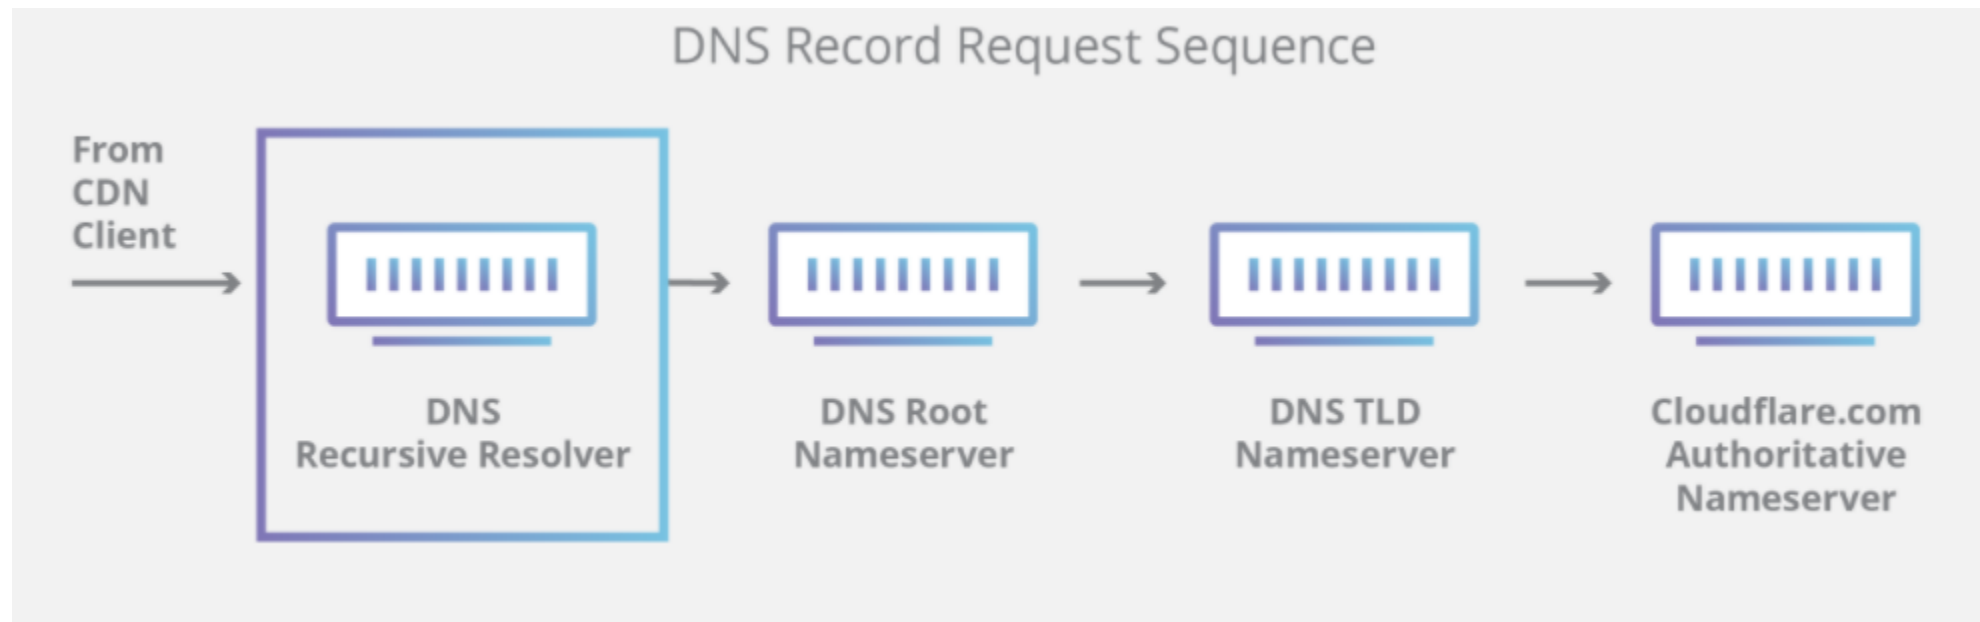 DNS Record Request Sequence
From
CDN
Client
DNS
Recursive Resolver
DNS Root
Nameserver
DNS TLD
Nameserver
Cloudflare.com
Authoritative
Nameserver